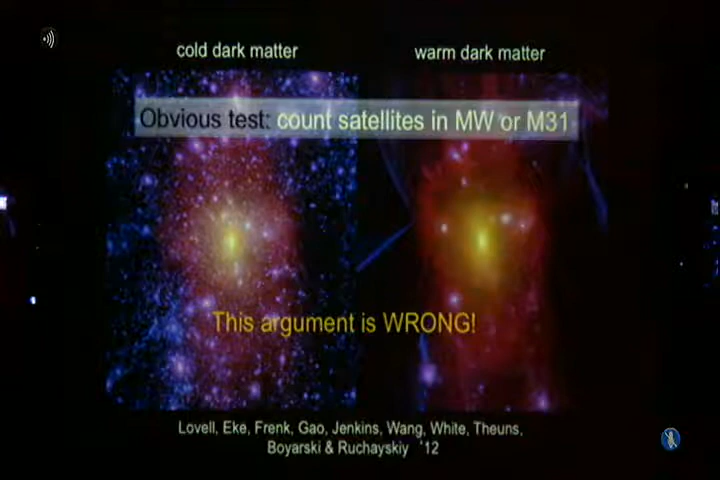 cold dark matter
warm dark matter
Obvious test: count satellites in MW or M31
This argument is WRONG!
Lovell, Eke, Frenk, Gao, Jenkins, Wang, White, Theuns,
Boyarski & Ruchayskiy '12